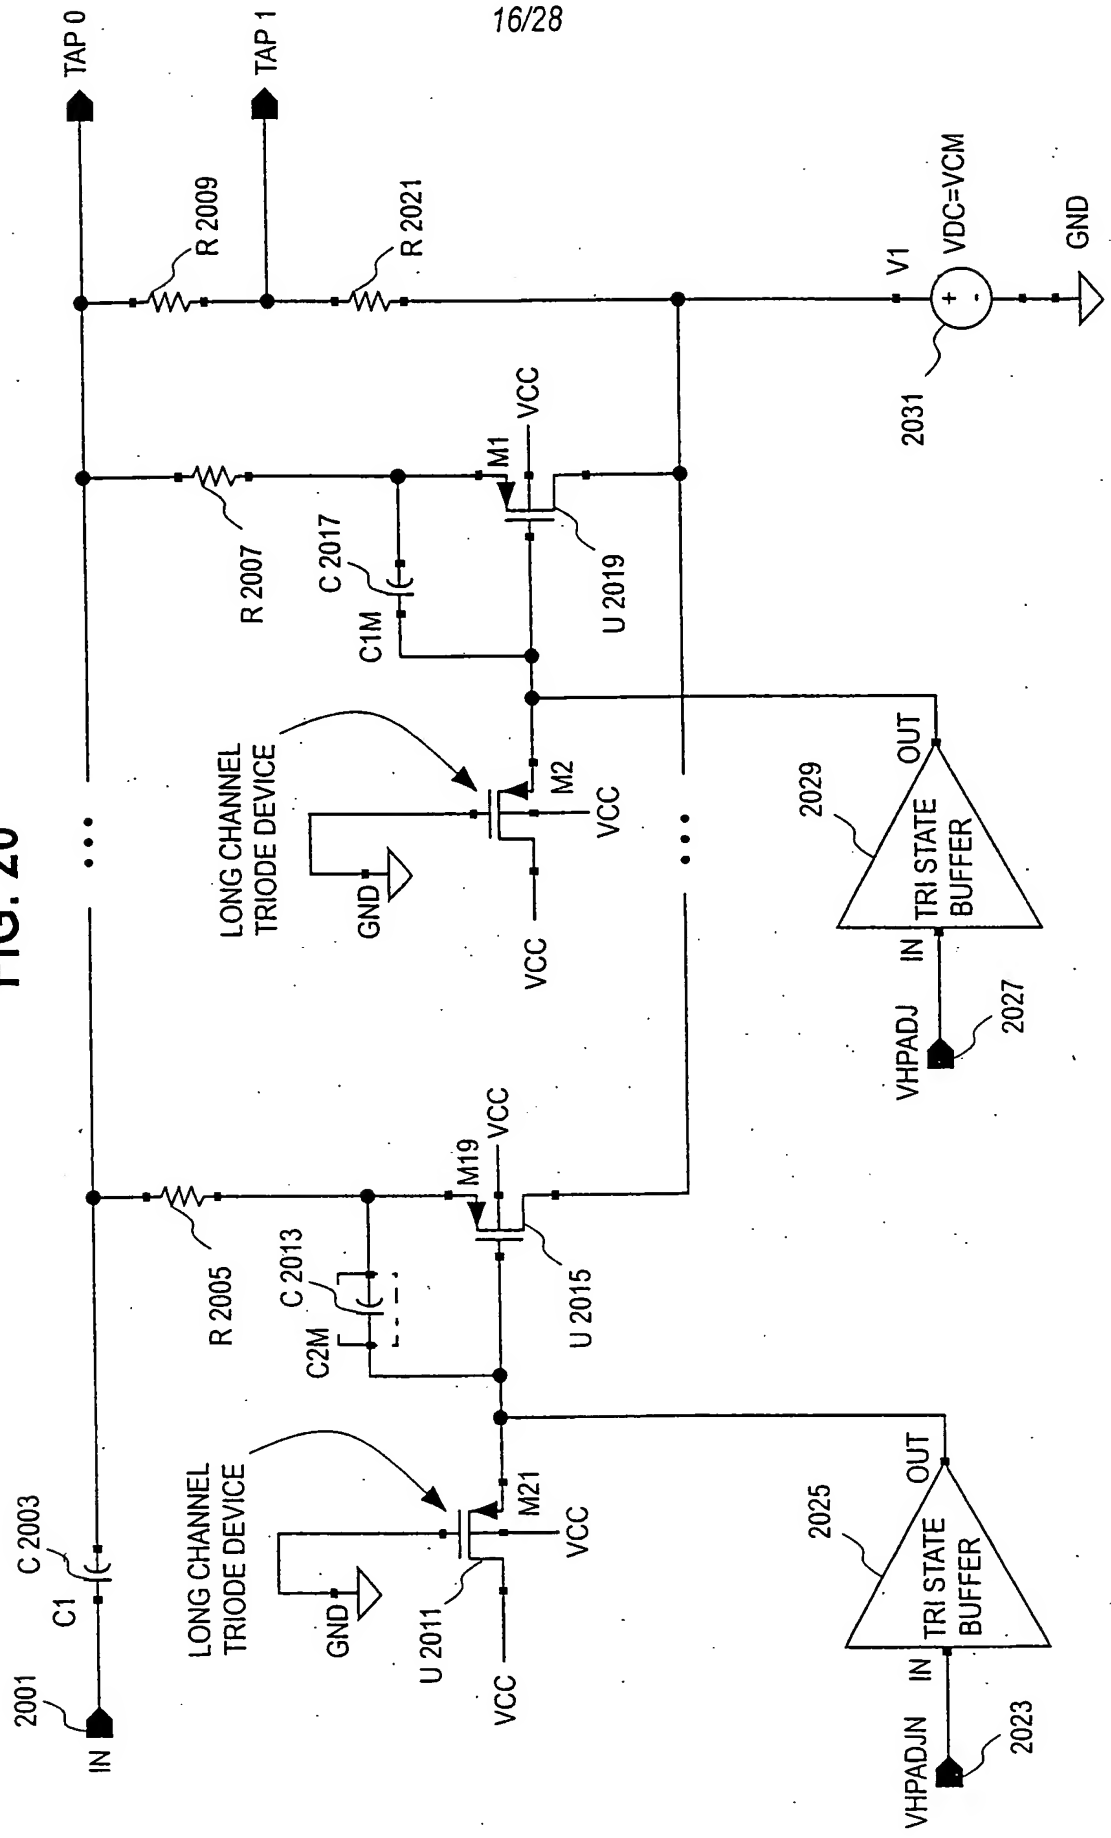 16/28
FIG. 20
TAP 0
TAP 1
R 2009
R 2021
V1
VDC=VCM
GND
2031
R 2007
C 2017
C1M
M1
VCC
U 2019
LONG CHANNEL
TRIODE DEVICE
GND
M2
VCC
VCC
2029
OUT
TRI STATE
BUFFER
IN
VHPADJ
2027
2001
IN
C1
C 2003
R 2005
C 2013
C2M
M19
VCC
U 2015
LONG CHANNEL
TRIODE DEVICE
GND
U 2011
M21
VCC
VCC
2025
OUT
TRI STATE
BUFFER
IN
VHPADJN
2023